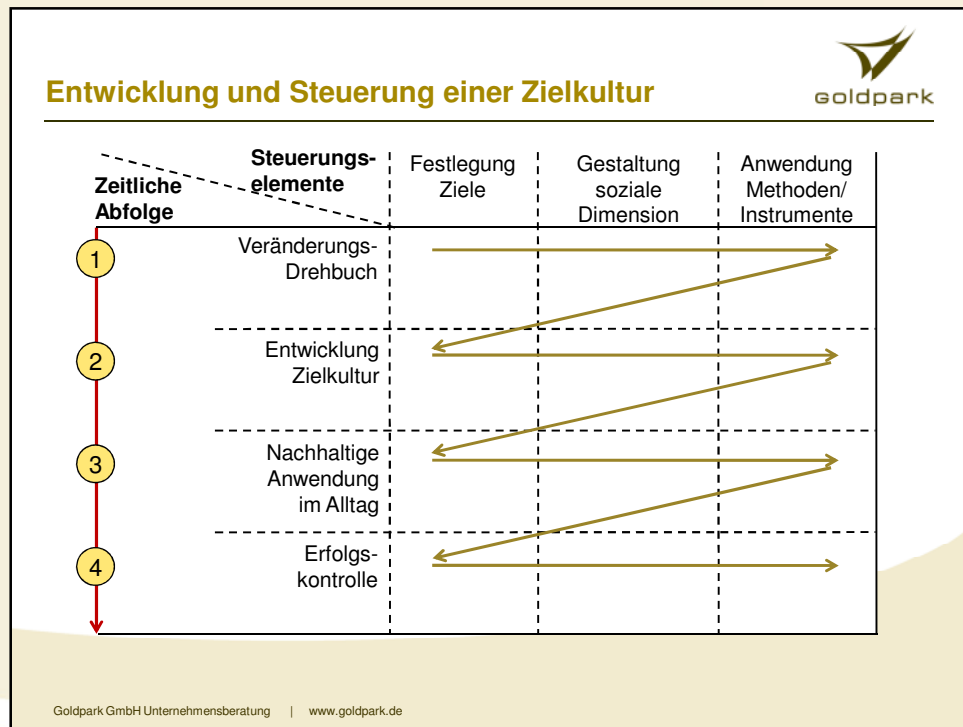 Entwicklung und Steuerung einer Zielkultur
Goldpark
Steuerungs-
elemente
Zeitliche
Abfolge
Festlegung
Ziele
Gestaltung
soziale
Dimension
Anwendung
Methoden/
Instrumente
1
Veränderungs-
Drehbuch
2
Entwicklung
Zielkultur
3
Nachhaltige
Anwendung
im Alltag
4
Erfolgs-
kontrolle
Goldpark GmbH Unternehmensberatung | www.goldpark.de